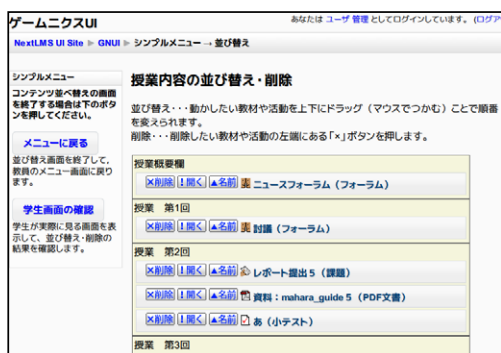 ゲームニクスUI
あなたは ユーザ 管理 としてログインしています。 (ログア
NextLMS UI Site ► GNUI ► シンプルメニュー → 並び替え
シンプルメニュー
コンテンツ並べ替えの画面
を終了する場合は下のボタ
ンを押してください。
メニューに戻る
並び替え画面を終了して,
教員のメニュー画面に戻り
ます。
学生画面の確認
学生が実際に見る画面を表
示して、並び替え・削除の
結果を確認します。
授業内容の並び替え・削除
並び替え・・・動かしたい教材や活動を上下にドラッグ（マウスでつかむ）ことで順番
を変えられます。
削除・・・削除したい教材や活動の左端にある「×」ボタンを押します。
授業概要欄
×削除 !開く ▲名前 ニュースフォーラム（フォーラム）
授業 第1回
×削除 !開く ▲名前 討議（フォーラム）
授業 第2回
×削除 !開く ▲名前 レポート提出５（課題）
×削除 !開く ▲名前 資料：mahara_guide５（PDF文書）
×削除 !開く ▲名前 あ（小テスト）
授業 第3回